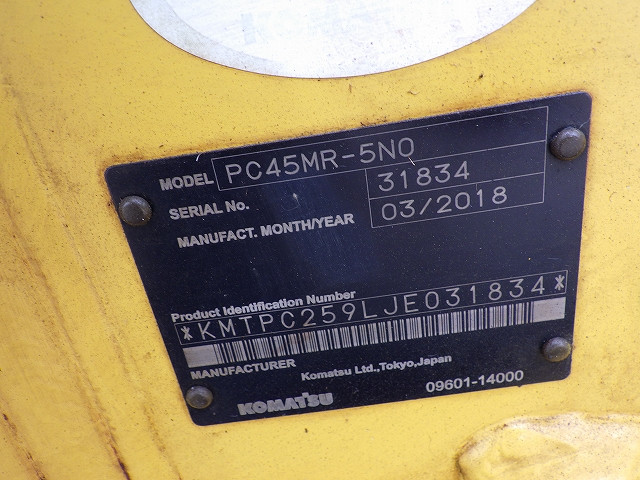 MODEL PC45MR-5N0
SERIAL No. 31834
MANUFACT. MONTH/YEAR 03/2018
Product Identification Number
*KMTPC259LJE031834*
MANUFACTURER
Komatsu Ltd.,Tokyo,Japan
KOMATSU 09601-14000